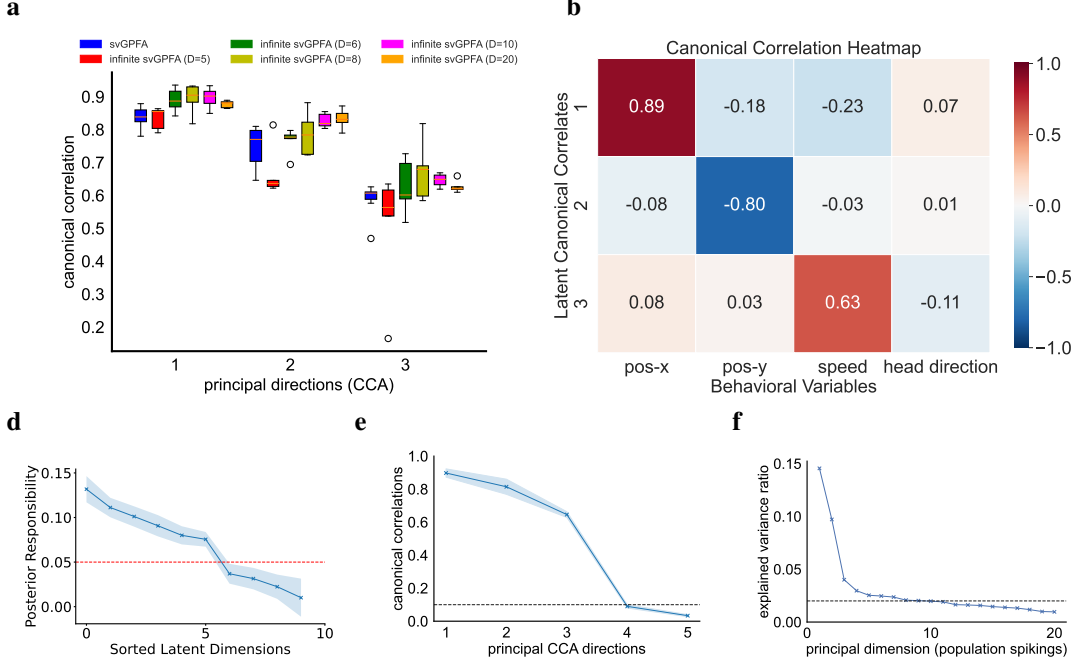 a
svGPFA
infinite svGPFA (D=5)
infinite svGPFA (D=6)
infinite svGPFA (D=8)
infinite svGPFA (D=10)
infinite svGPFA (D=20)
canonical correlation
0.9
0.8
0.7
0.6
0.5
0.4
0.3
0.2
1 2 3
principal directions (CCA)
b
Canonical Correlation Heatmap
Latent Canonical Correlates
1
2
3
0.89 -0.18 -0.23 0.07
-0.08 -0.80 -0.03 0.01
0.08 0.03 0.63 -0.11
pos-x pos-y speed head direction
Behavioral Variables
1.0
0.5
0.0
−0.5
−1.0
d
Posterior Responsibility
0.15
0.10
0.05
0.00
0 5 10
Sorted Latent Dimensions
e
canonical correlations
1.0
0.8
0.6
0.4
0.2
0.0
1 2 3 4 5
principal CCA directions
f
explained variance ratio
0.15
0.10
0.05
0.00
0 10 20
principal dimension (population spikings)